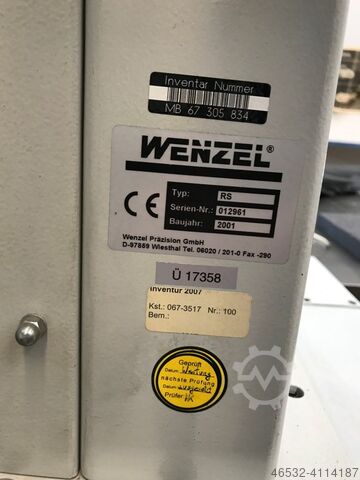 Inventar Nummer
MB 67 305 834
WENZEL®
CE
Typ: RS
Serien-Nr.: 012961
Baujahr: 2001
Wenzel Präzision GmbH
D-97859 Wiesthal Tel. 06020 / 201-0 Fax -290
Ü 17358
Inventur 2007
Kst.: 067-3517 Nr.: 100
Bem.:
Geprüft
Datum: Wartung
nächste Prüfung
Datum:
Prüfer:
46532-4114187